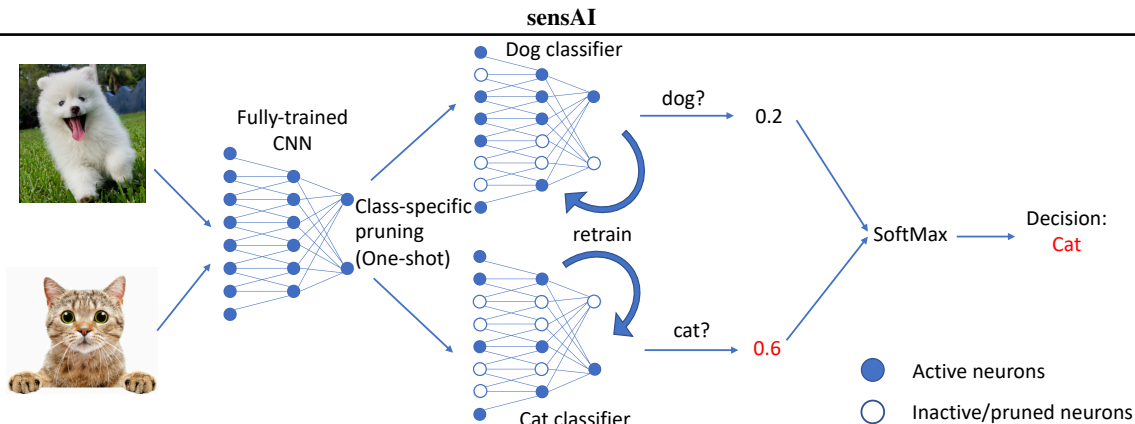 sensAI
Dog classifier
Fully-trained
CNN
dog?
0.2
Class-specific
pruning
(One-shot)
retrain
SoftMax
Decision:
Cat
cat?
0.6
Active neurons
Inactive/pruned neurons
Cat classifier